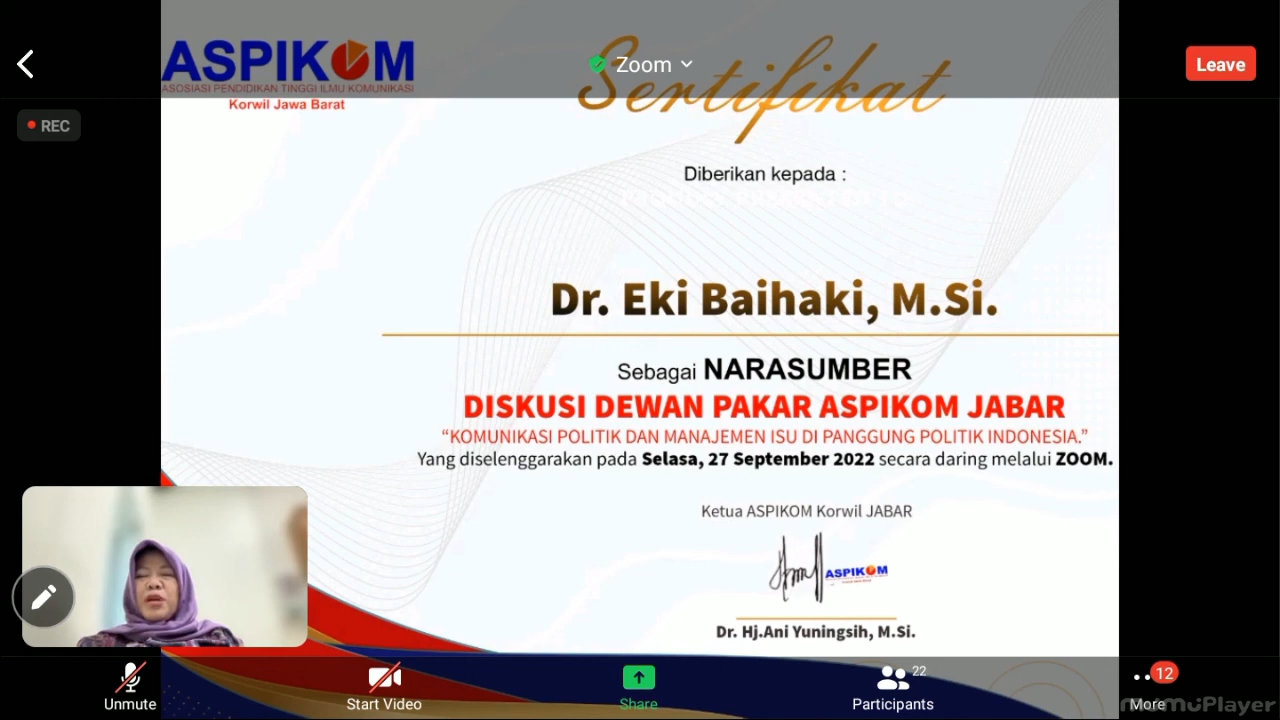 ASPIKOM
ASOSIASI PENDIDIKAN TINGGI ILMU KOMUNIKASI
Korwil Jawa Barat
Zoom
Leave
REC
Sertifikat
Diberikan kepada :
Dr. Eki Baihaki, M.Si.
Sebagai NARASUMBER
DISKUSI DEWAN PAKAR ASPIKOM JABAR
“KOMUNIKASI POLITIK DAN MANAJEMEN ISU DI PANGGUNG POLITIK INDONESIA.”
Yang diselenggarakan pada Selasa, 27 September 2022 secara daring melalui ZOOM.
Ketua ASPIKOM Korwil JABAR
ASPIKOM
Dr. Hj.Ani Yuningsih, M.Si.
Unmute
Start Video
Share
22
Participants
12
More
MuMuPlayer